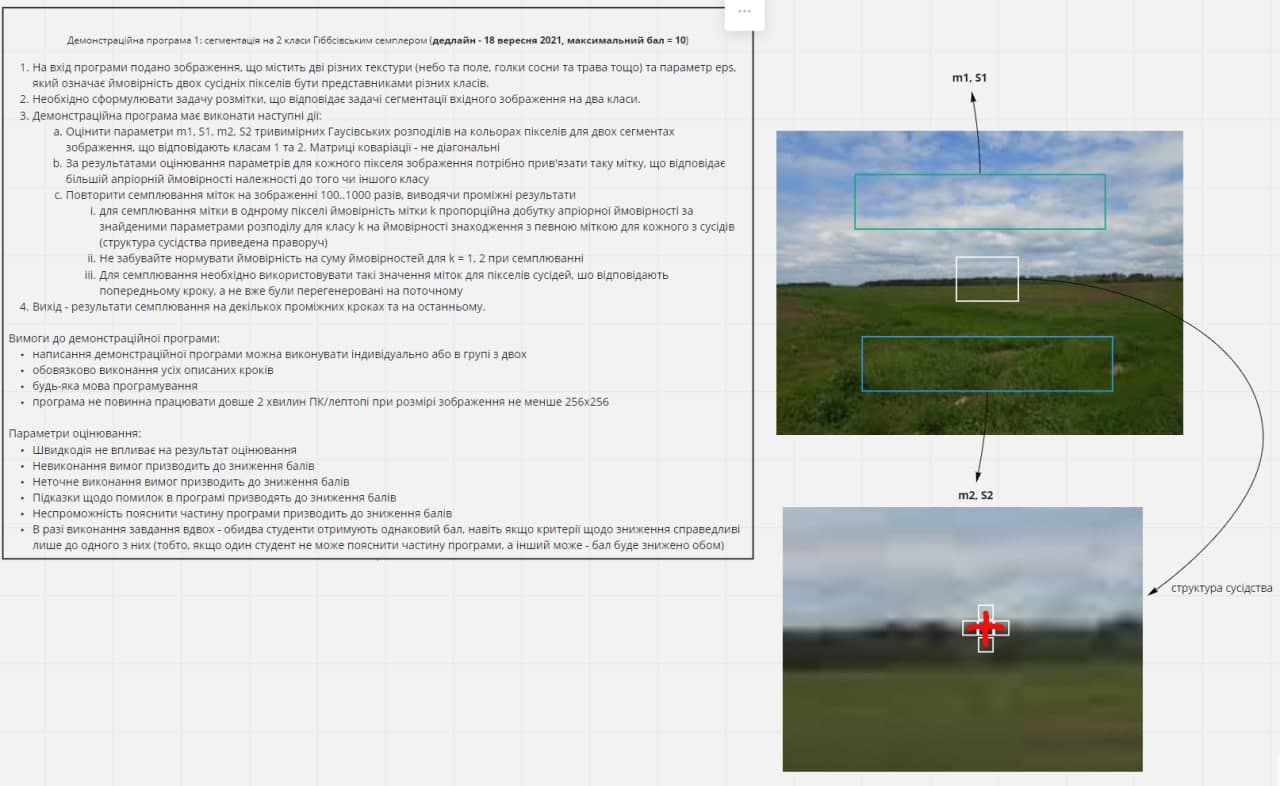 Демонстраційна програма 1: сегментація на 2 класи Гіббсівським семплером (дедлайн - 18 вересня 2021, максимальний бал = 10)
1. На вхід програми подано зображення, що містить дві різних текстури (небо та поле, голки сосни та трава тощо) та параметр eps,
який означає ймовірність двох сусідніх пікселів бути представниками різних класів.
2. Необхідно сформулювати задачу розмітки, що відповідає задачі сегментації вхідного зображення на два класи.
3. Демонстраційна програма має виконати наступні дії:
a. Оцінити параметри m1, S1, m2, S2 тривимірних Гаусівських розподілів на кольорах пікселів для двох сегментах
зображення, що відповідають класам 1 та 2. Матриці коваріації - не діагональні
b. За результатами оцінювання параметрів для кожного пікселя зображення потрібно прив'язати таку мітку, що відповідає
більшій апріорній ймовірності належності до того чи іншого класу
c. Повторити семплювання міток на зображенні 100..1000 разів, виводячи проміжні результати
i. для семплювання мітки в одному пікселі ймовірність мітки k пропорційна добутку апріорної ймовірності за
знайденими параметрами розподілу для класу k на ймовірності знаходження з певною міткою для кожного з сусідів
(структура сусідства приведена праворуч)
ii. Не забувайте нормувати ймовірність на суму ймовірностей для k = 1, 2 при семплюванні
iii. Для семплювання необхідно використовувати такі значення міток для пікселів сусідей, що відповідають
попередньому кроку, а не вже були перегенеровані на поточному
4. Вихід - результати семплювання на декількох проміжних кроках та на останньому.
Вимоги до демонстраційної програми:
• написання демонстраційної програми можна виконувати індивідуально або в групі з двох
• обовязково виконання усіх описаних кроків
• будь-яка мова програмування
• програма не повинна працювати довше 2 хвилин ПК/лептопі при розмірі зображення не менше 256x256
Параметри оцінювання:
• Швидкодія не впливає на результат оцінювання
• Невиконання вимог призводить до зниження балів
• Неточне виконання вимог призводить до зниження балів
• Підказки щодо помилок в програмі призводять до зниження балів
• Неспроможність пояснити частину програми призводить до зниження балів
• В разі виконання завдання вдвох - обидва студенти отримують однаковий бал, навіть якщо критерії щодо зниження справедливі
лише до одного з них (тобто, якщо один студент не може пояснити частину програми, а інший може - бал буде знижено обом)
m1, S1
m2, S2
структура сусідства